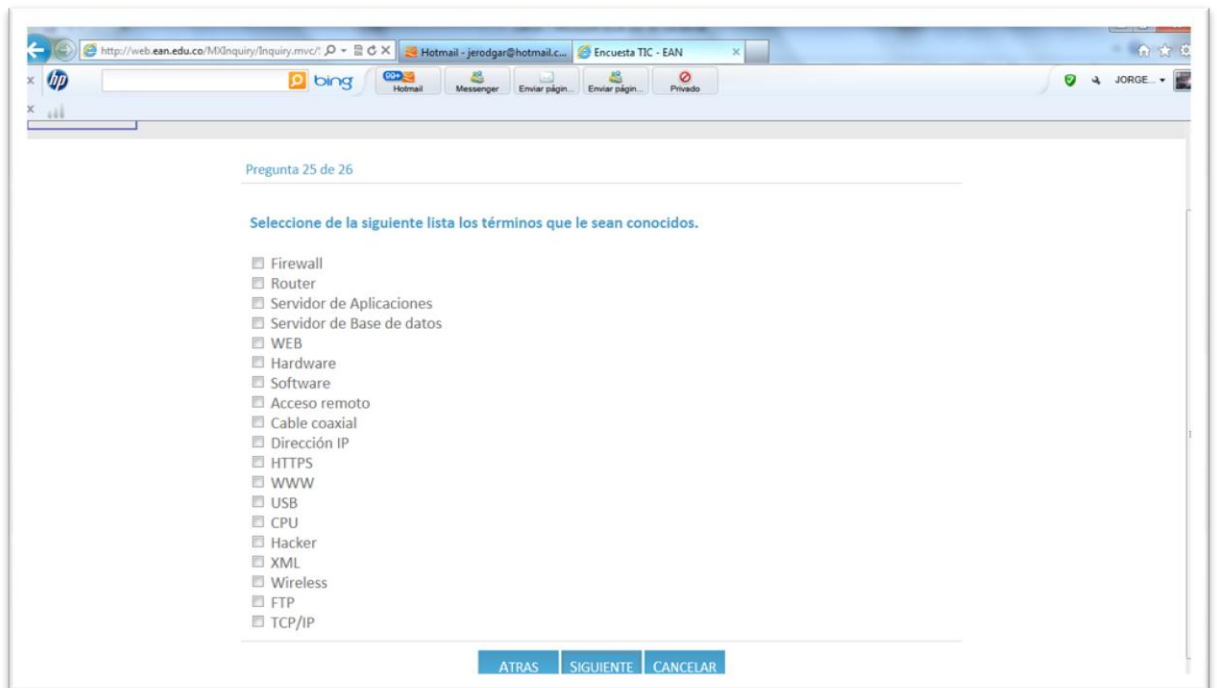 http://web.ean.edu.co/MXInquiry/Inquiry.mvc/
Hotmail - jerodgar@hotmail.c...
Encuesta TIC - EAN
hp
bing
99+
Hotmail
Messenger
Enviar págin...
Enviar págin...
Privado
JORGE...
Pregunta 25 de 26
Seleccione de la siguiente lista los términos que le sean conocidos.
Firewall
Router
Servidor de Aplicaciones
Servidor de Base de datos
WEB
Hardware
Software
Acceso remoto
Cable coaxial
Dirección IP
HTTPS
WWW
USB
CPU
Hacker
XML
Wireless
FTP
TCP/IP
ATRAS SIGUIENTE CANCELAR